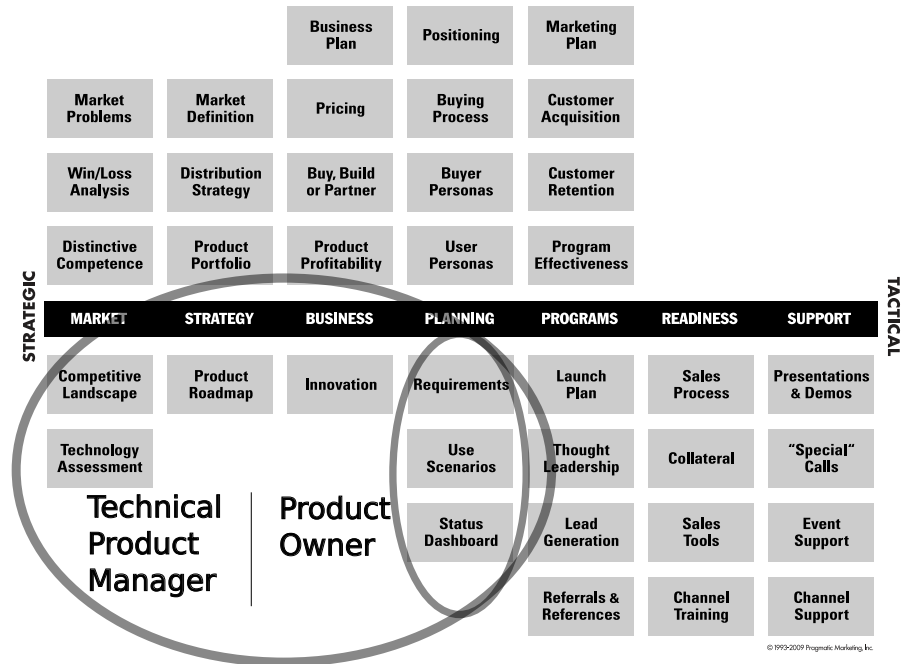 Business
Plan
Positioning
Marketing
Plan
Market
Problems
Market
Definition
Pricing
Buying
Process
Customer
Acquisition
Win/Loss
Analysis
Distribution
Strategy
Buy, Build
or Partner
Buyer
Personas
Customer
Retention
Distinctive
Competence
Product
Portfolio
Product
Profitability
User
Personas
Program
Effectiveness
STRATEGIC
MARKET
STRATEGY
BUSINESS
PLANNING
PROGRAMS
READINESS
SUPPORT
TACTICAL
Competitive
Landscape
Product
Roadmap
Innovation
Requirements
Launch
Plan
Sales
Process
Presentations
& Demos
Technology
Assessment
Use
Scenarios
Thought
Leadership
Collateral
“Special“
Calls
Technical
Product
Manager
Product
Owner
Status
Dashboard
Lead
Generation
Sales
Tools
Event
Support
Referrals &
References
Channel
Training
Channel
Support
© 1993-2009 Pragmatic Marketing, Inc.